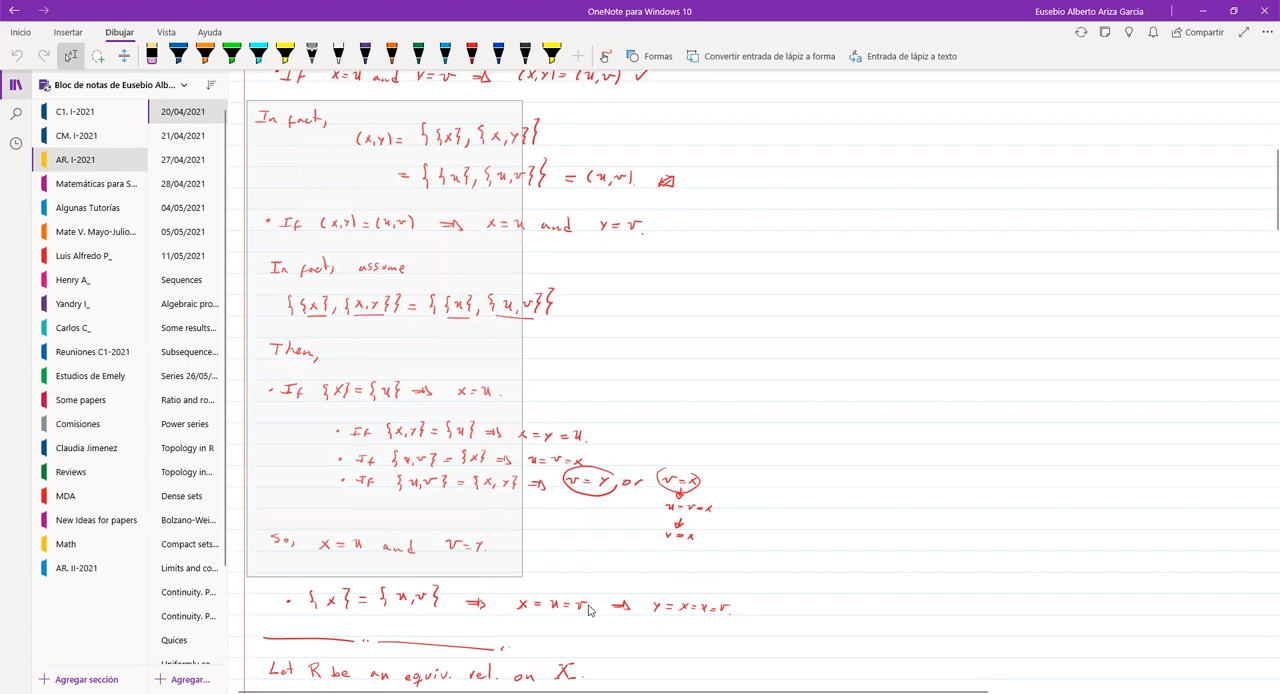 OneNote para Windows 10
Eusebio Alberto Ariza Garcia
Inicio Insertar Dibujar Vista Ayuda
Compartir
Formas Convertir entrada de lápiz a forma Entrada de lápiz a texto
Bloc de notas de Eusebio Alb...
C1. I-2021
CM. I-2021
AR. I-2021
Matemáticas para S...
Algunas Tutorías
Mate V. Mayo-Julio...
Luis Alfredo P_
Henry A_
Yandry I_
Carlos C_
Reuniones C1-2021
Estudios de Emely
Some papers
Comisiones
Claudia Jimenez
Reviews
MDA
New Ideas for papers
Math
AR. II-2021
Agregar sección
20/04/2021
21/04/2021
27/04/2021
28/04/2021
04/05/2021
05/05/2021
11/05/2021
Sequences
Algebraic pro...
Some results...
Subsequence...
Series 26/05/...
Ratio and ro...
Power series
Topology in ℝ
Topology in...
Dense sets
Bolzano-Wei...
Compact sets...
Limits and co...
Continuity. P...
Continuity. P...
Quices
Uniformly co
Agregar...
• If x=u and y=v ⇒ (x,y)=(u,v) ✓
In fact,
(x,y)= {{x},{x,y}}
= {{u},{u,v}} = (u,v).
• If (x,y)=(u,v) ⇒ x=u and y=v.
In fact, assume
{{x},{x,y}} = {{u},{u,v}}
Then,
• If {x}={u} ⇒ x=u.
• If {x,y}={u} ⇒ x=y=u.
• If {u,v}={x} ⇒ u=v=x
• If {u,v}={x,y} ⇒ v=y, or v=x
↓
u=v=x
↓
v=x
So, x=u and v=y.
• {x}={u,v} ⇒ x=u=v ⇒ y=x=u=v.
Let R be an equiv. rel. on X.